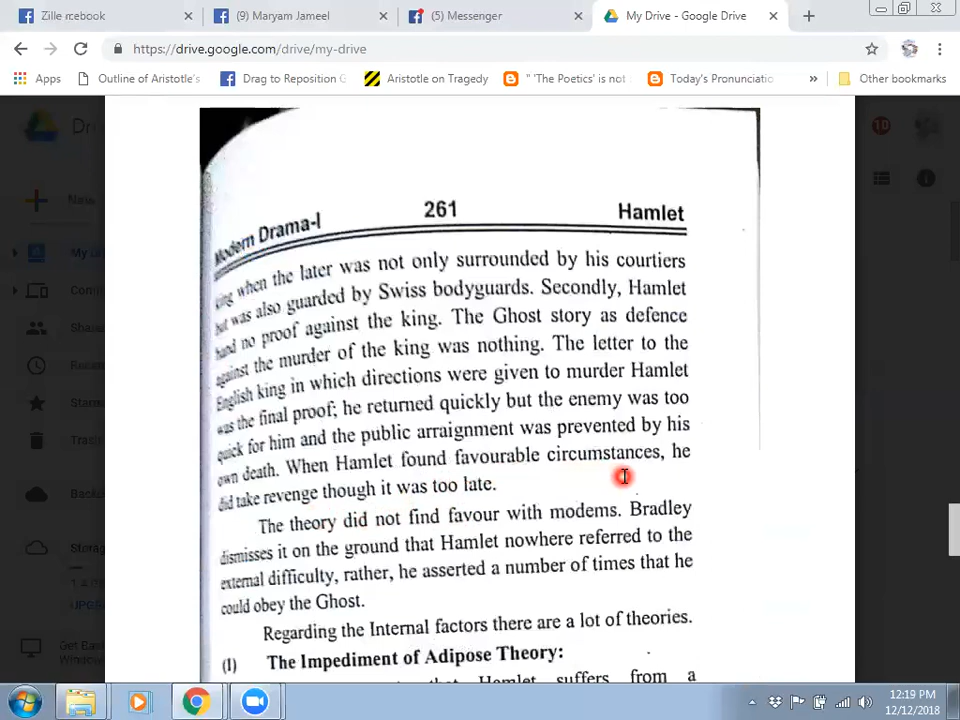 Zille acebook
(9) Maryam Jameel
(5) Messenger
My Drive - Google Drive
https://drive.google.com/drive/my-drive
Apps
Outline of Aristotle's
Drag to Reposition
Aristotle on Tragedy
" 'The Poetics' is not
Today's Pronunciatio
»
Other bookmarks
10
Modern Drama-I 261 Hamlet
king when the later was not only surrounded by his courtiers
but was also guarded by Swiss bodyguards. Secondly, Hamlet
hand no proof against the king. The Ghost story as defence
against the murder of the king was nothing. The letter to the
English king in which directions were given to murder Hamlet
was the final proof; he returned quickly but the enemy was too
quick for him and the public arraignment was prevented by his
own death. When Hamlet found favourable circumstances, he
did take revenge though it was too late.
The theory did not find favour with modems. Bradley
dismisses it on the ground that Hamlet nowhere referred to the
external difficulty, rather, he asserted a number of times that he
could obey the Ghost.
Regarding the Internal factors there are a lot of theories.
(I) The Impediment of Adipose Theory:
that Hamlet suffers from a
12:19 PM
12/12/2018